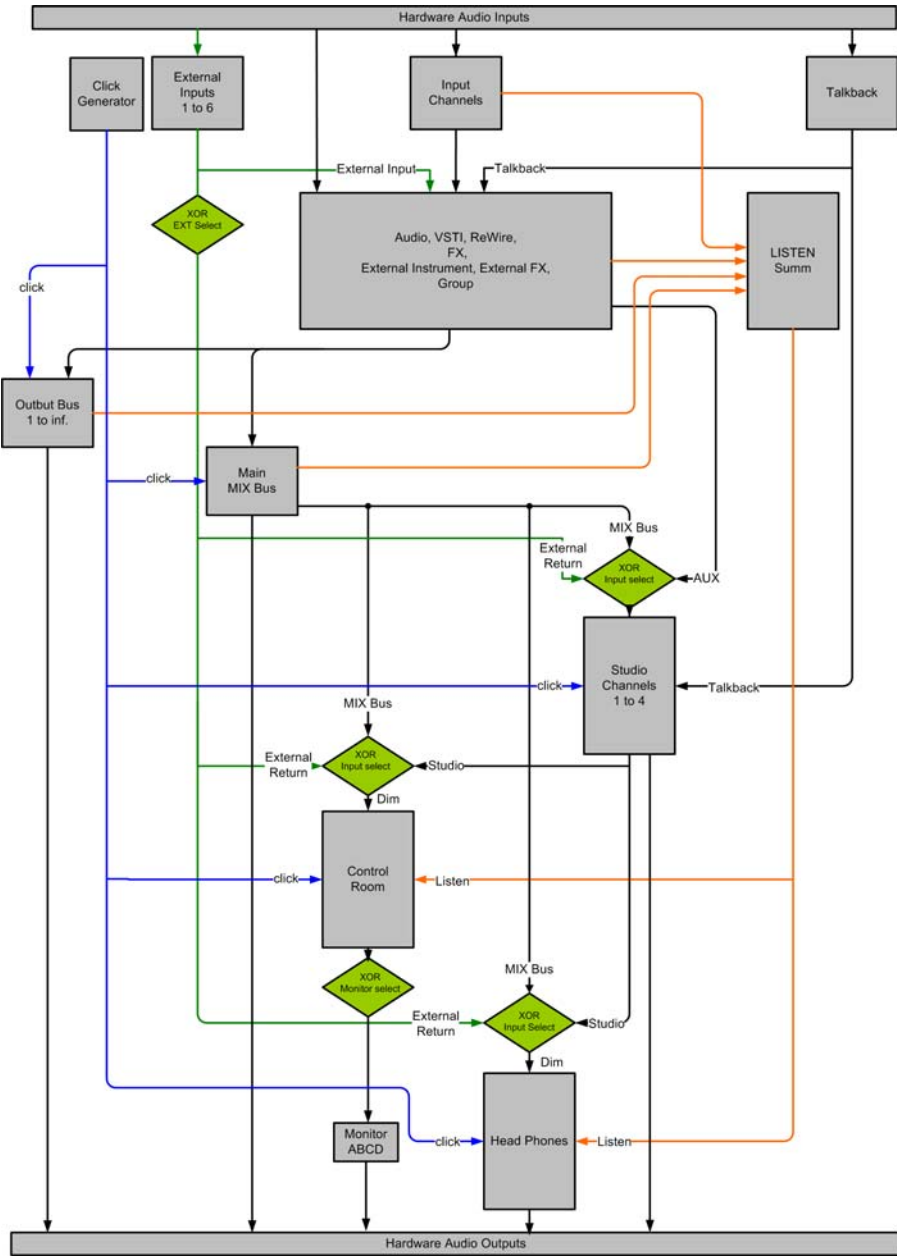 Hardware Audio Inputs
Click
Generator
External
Inputs
1 to 6
Input
Channels
Talkback
External Input
Talkback
XOR
EXT Select
Audio, VSTI, ReWire,
FX,
External Instrument, External FX,
Group
LISTEN
Summ
click
Outbut Bus
1 to inf.
click
Main
MIX Bus
MIX Bus
External
Return
XOR
Input select
AUX
Studio
Channels
1 to 4
click
Talkback
MIX Bus
External
Return
XOR
Input select
Studio
Dim
Control
Room
click
Listen
MIX Bus
XOR
Monitor select
External
Return
XOR
Input Select
Studio
Dim
Monitor
ABCD
click
Head Phones
Listen
Hardware Audio Outputs